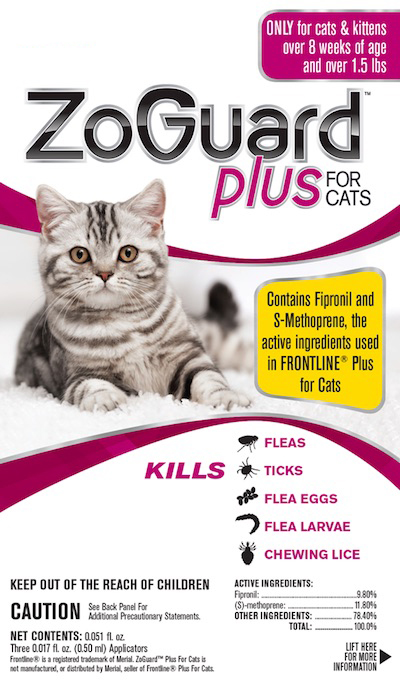 ONLY for cats & kittens
over 8 weeks of age
and over 1.5 lbs
ZoGuard™
plus FOR
CATS
Contains Fipronil and
S-Methoprene, the
active ingredients used
in FRONTLINE® Plus
for Cats
KILLS
FLEAS
TICKS
FLEA EGGS
FLEA LARVAE
CHEWING LICE
KEEP OUT OF THE REACH OF CHILDREN
CAUTION See Back Panel For
Additional Precautionary Statements.
NET CONTENTS: 0.051 fl. oz.
Three 0.017 fl. oz. (0.50 ml) Applicators
Frontline® is a registered trademark of Merial. ZoGuard™ Plus For Cats is
not manufactured, or distributed by Merial, seller of Frontline® Plus For Cats.
ACTIVE INGREDIENTS:
Fipronil: ........................................9.80%
(S)-methoprene: ..............................11.80%
OTHER INGREDIENTS: ................ 78.40%
TOTAL: ................ 100.0%
LIFT HERE
FOR MORE
INFORMATION